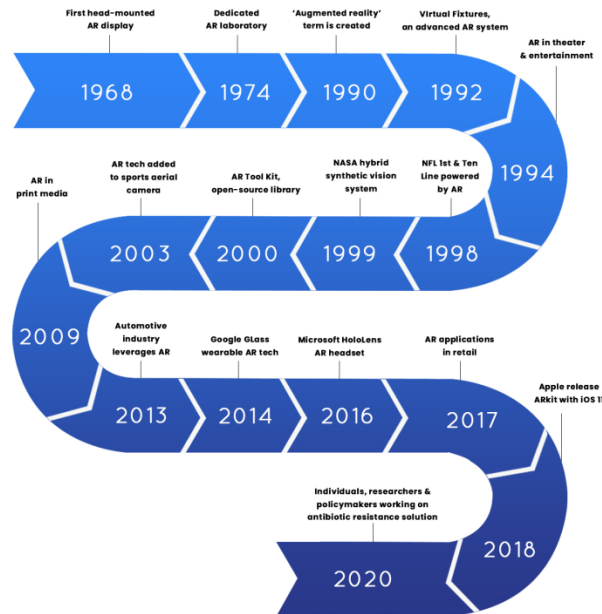 First head-mounted
AR display
1968
Dedicated
AR laboratory
1974
‘Augmented reality’
term is created
1990
VIrtual Fixtures,
an advanced AR system
1992
AR in theater
& entertainment
1994
NFL 1st & Ten
Line powered
by AR
1998
NASA hybrid
synthetic vision
system
1999
AR Tool Kit,
open-source library
2000
AR tech added
to sports aerial
camera
2003
AR in
print media
2009
Automotive
industry
leverages AR
2013
Google GLass
wearable AR tech
2014
Microsoft HoloLens
AR headset
2016
AR applications
in retail
2017
Apple release
ARkit with iOS 11
2018
Individuals, researchers &
policymakers working on
antibiotic resistance solution
2020